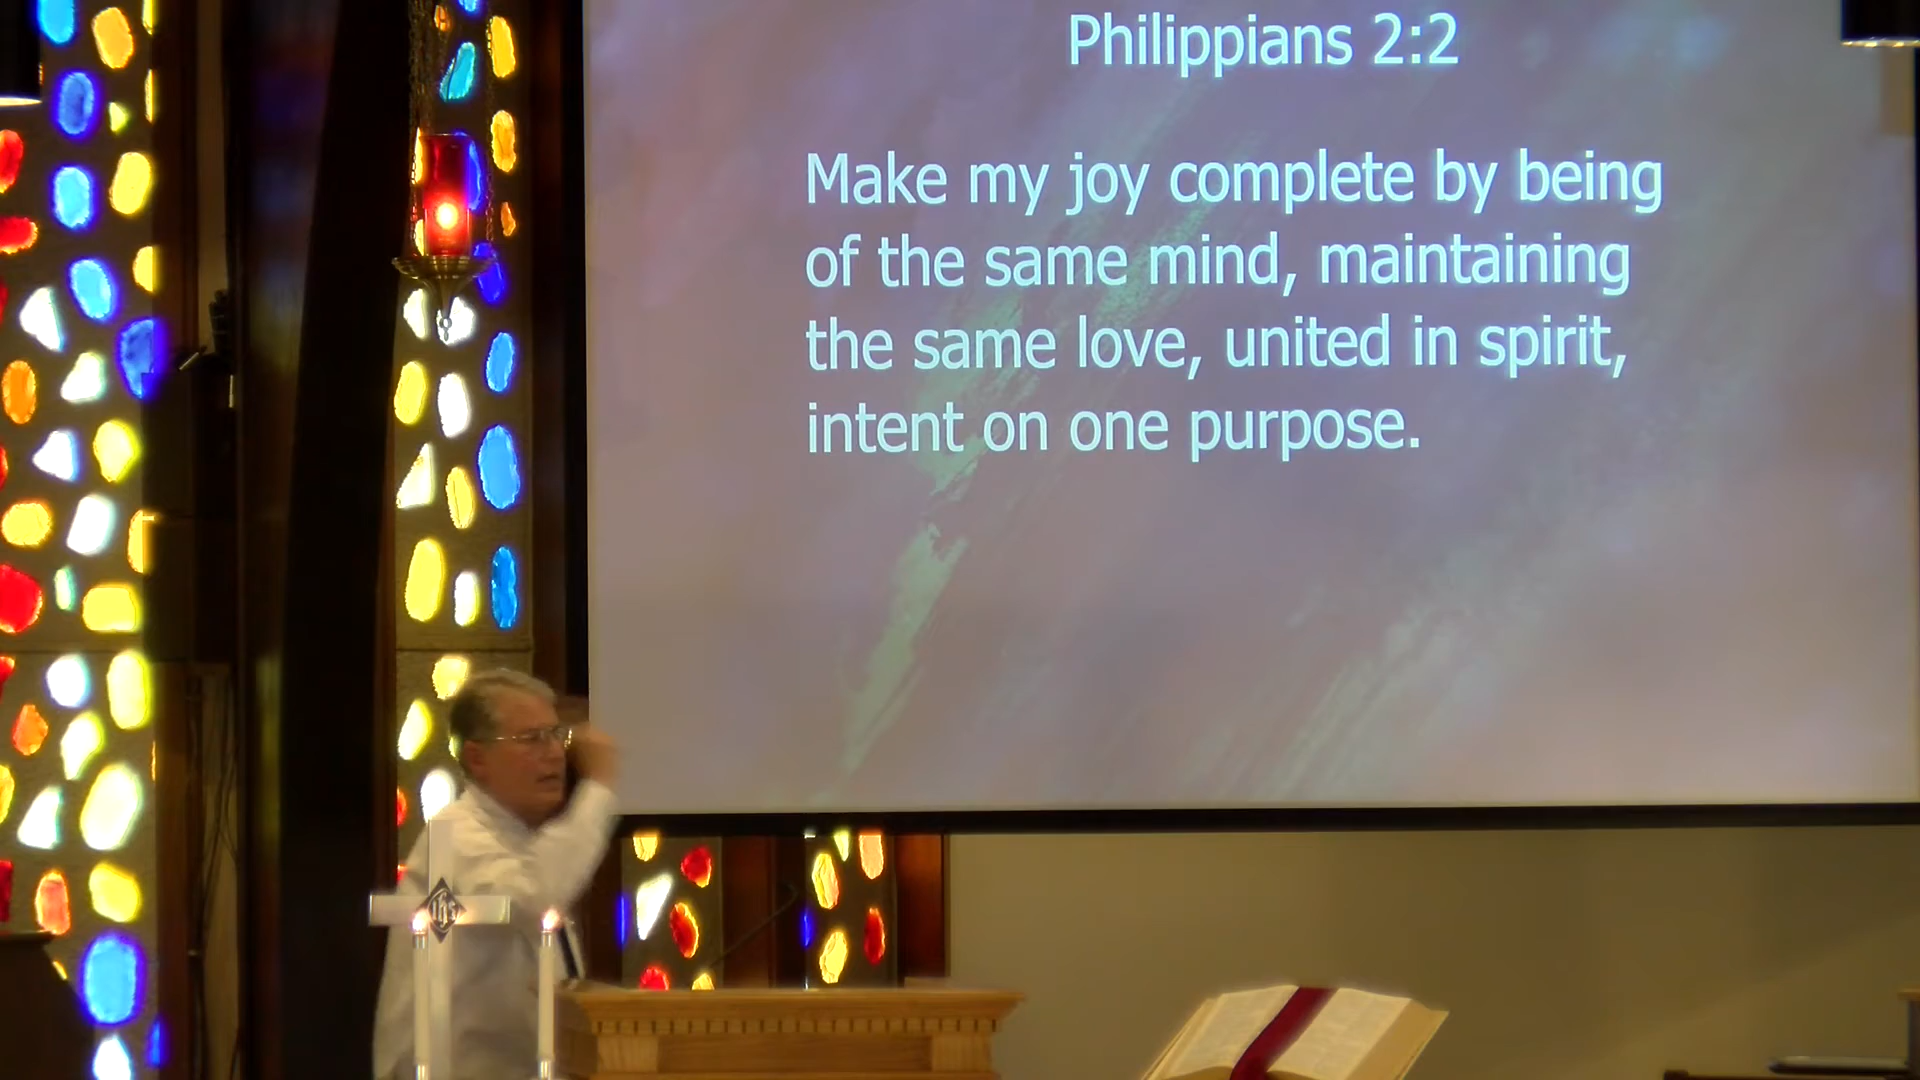 Philippians 2:2
Make my joy complete by being
of the same mind, maintaining
the same love, united in spirit,
intent on one purpose.
IHS